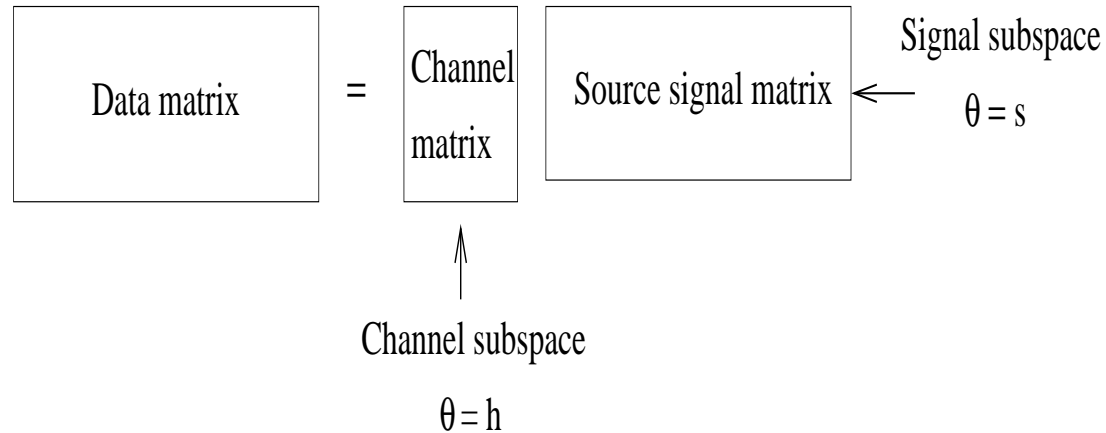 Data matrix
=
Channel
matrix
Source signal matrix
Signal subspace
θ = s
Channel subspace
θ = h